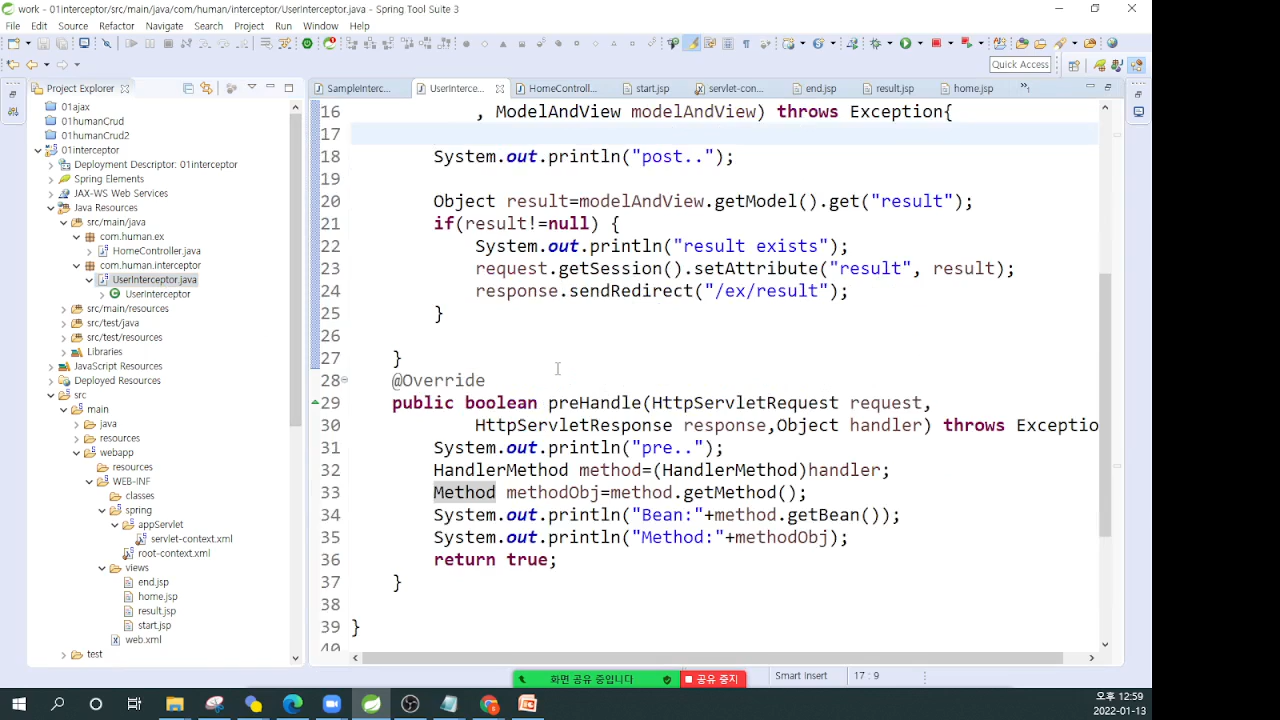 work - 01interceptor/src/main/java/com/human/interceptor/UserInterceptor.java - Spring Tool Suite 3
File Edit Source Refactor Navigate Search Project Run Window Help
Quick Access
Project Explorer
01ajax
01humanCrud
01humanCrud2
01interceptor
Deployment Descriptor: 01interceptor
Spring Elements
JAX-WS Web Services
Java Resources
src/main/java
com.human.ex
HomeController.java
com.human.interceptor
UserInterceptor.java
UserInterceptor
src/main/resources
src/test/java
src/test/resources
Libraries
JavaScript Resources
Deployed Resources
src
main
java
resources
webapp
resources
WEB-INF
classes
spring
appServlet
servlet-context.xml
root-context.xml
views
end.jsp
home.jsp
result.jsp
start.jsp
web.xml
test
SampleInterc... UserInterce... HomeControll... start.jsp servlet-con... end.jsp result.jsp home.jsp
16 , ModelAndView modelAndView) throws Exception{
17
18 System.out.println("post..");
19
20 Object result=modelAndView.getModel().get("result");
21 if(result!=null) {
22 System.out.println("result exists");
23 request.getSession().setAttribute("result", result);
24 response.sendRedirect("/ex/result");
25 }
26
27 }
28 @Override
29 public boolean preHandle(HttpServletRequest request,
30 HttpServletResponse response,Object handler) throws Exceptio
31 System.out.println("pre..");
32 HandlerMethod method=(HandlerMethod)handler;
33 Method methodObj=method.getMethod();
34 System.out.println("Bean:"+method.getBean());
35 System.out.println("Method:"+methodObj);
36 return true;
37 }
38
39 }
40
화면 공유 중입니다 공유 중지
Smart Insert 17 : 9
오후 12:59
2022-01-13